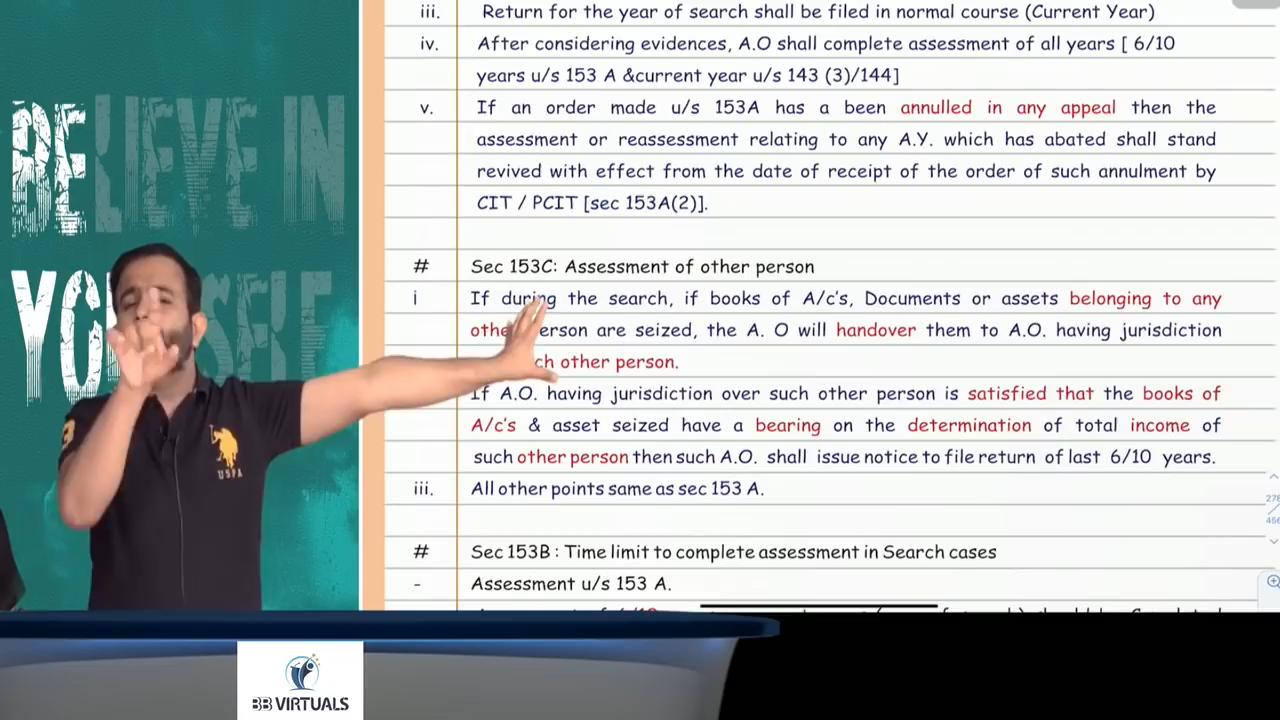 BELIEVE IN
iii. Return for the year of search shall be filed in normal course (Current Year)
iv. After considering evidences, A.O shall complete assessment of all years [ 6/10
years u/s 153 A &current year u/s 143 (3)/144]
v. If an order made u/s 153A has a been annulled in any appeal then the
assessment or reassessment relating to any A.Y. which has abated shall stand
revived with effect from the date of receipt of the order of such annulment by
CIT / PCIT [sec 153A(2)].
# Sec 153C: Assessment of other person
i If during the search, if books of A/c's, Documents or assets belonging to any
person are seized, the A. O will handover them to A.O. having jurisdiction
other person.
If A.O. having jurisdiction over such other person is satisfied that the books of
A/c's & asset seized have a bearing on the determination of total income of
such other person then such A.O. shall issue notice to file return of last 6/10 years.
iii. All other points same as sec 153 A.
# Sec 153B : Time limit to complete assessment in Search cases
- Assessment u/s 153 A.
USPA
BB VIRTUALS